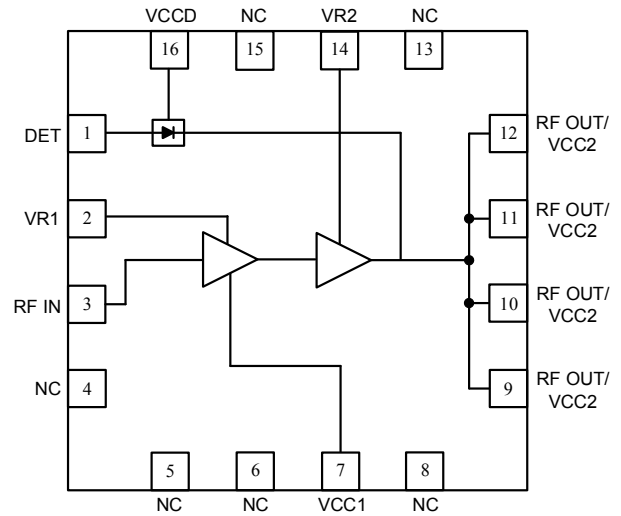 VCCD NC VR2 NC
16 15 14 13
DET 1
12 RF OUT/
VCC2
VR1 2
11 RF OUT/
VCC2
RF IN 3
10 RF OUT/
VCC2
NC 4
9 RF OUT/
VCC2
5 6 7 8
NC NC VCC1 NC